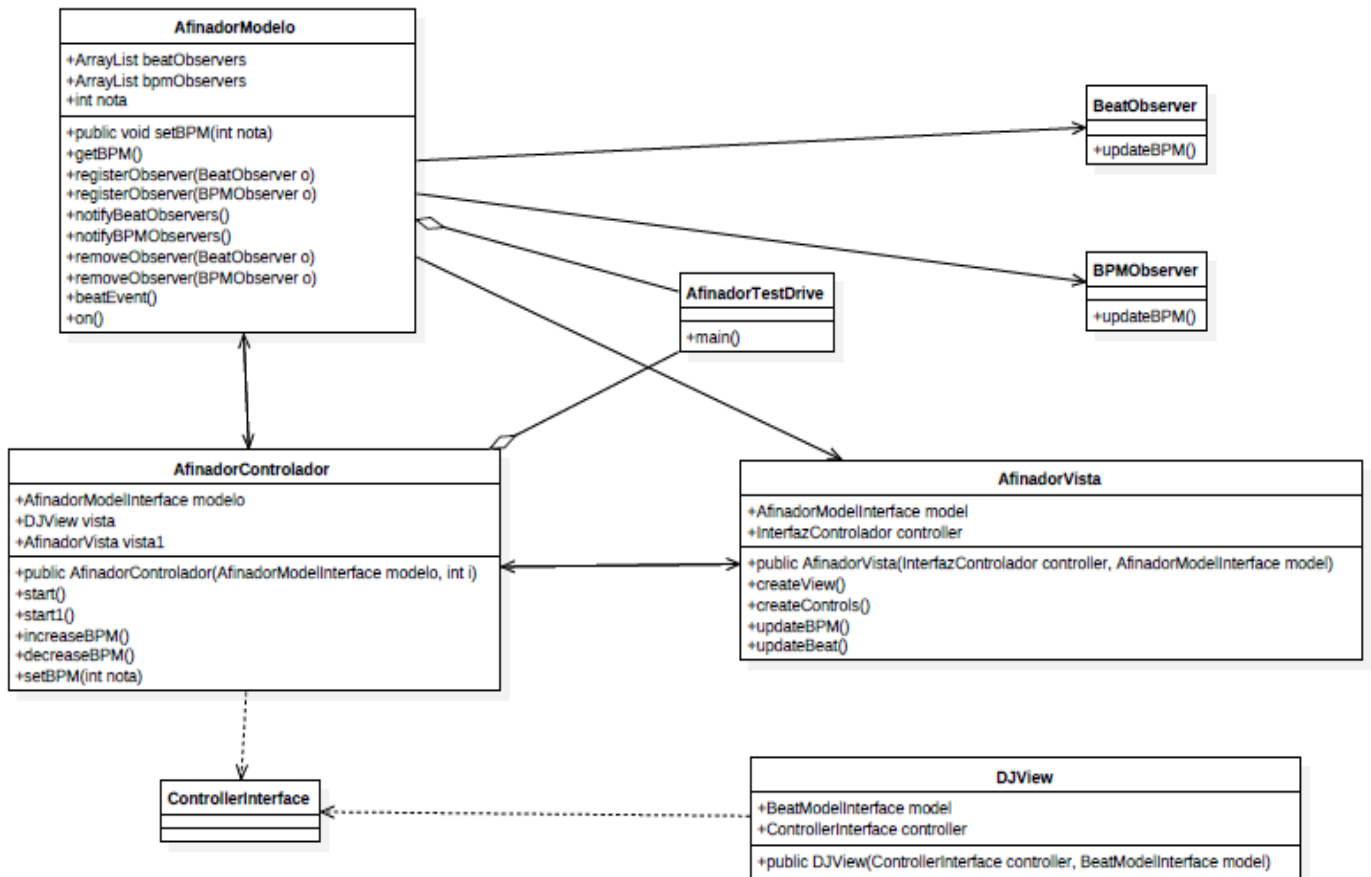 AfinadorModelo
+ArrayList beatObservers
+ArrayList bpmObservers
+int nota
+public void setBPM(int nota)
+getBPM()
+registerObserver(BeatObserver o)
+registerObserver(BPMObserver o)
+notifyBeatObservers()
+notifyBPMObservers()
+removeObserver(BeatObserver o)
+removeObserver(BPMObserver o)
+beatEvent()
+on()
BeatObserver
+updateBPM()
BPMObserver
+updateBPM()
AfinadorTestDrive
+main()
AfinadorControlador
+AfinadorModelInterface modelo
+DJView vista
+AfinadorVista vista1
+public AfinadorControlador(AfinadorModelInterface modelo, int i)
+start()
+start1()
+increaseBPM()
+decreaseBPM()
+setBPM(int nota)
AfinadorVista
+AfinadorModelInterface model
+InterfazControlador controller
+public AfinadorVista(InterfazControlador controller, AfinadorModelInterface model)
+createView()
+createControls()
+updateBPM()
+updateBeat()
ControllerInterface
DJView
+BeatModelInterface model
+ControllerInterface controller
+public DJView(ControllerInterface controller, BeatModelInterface model)